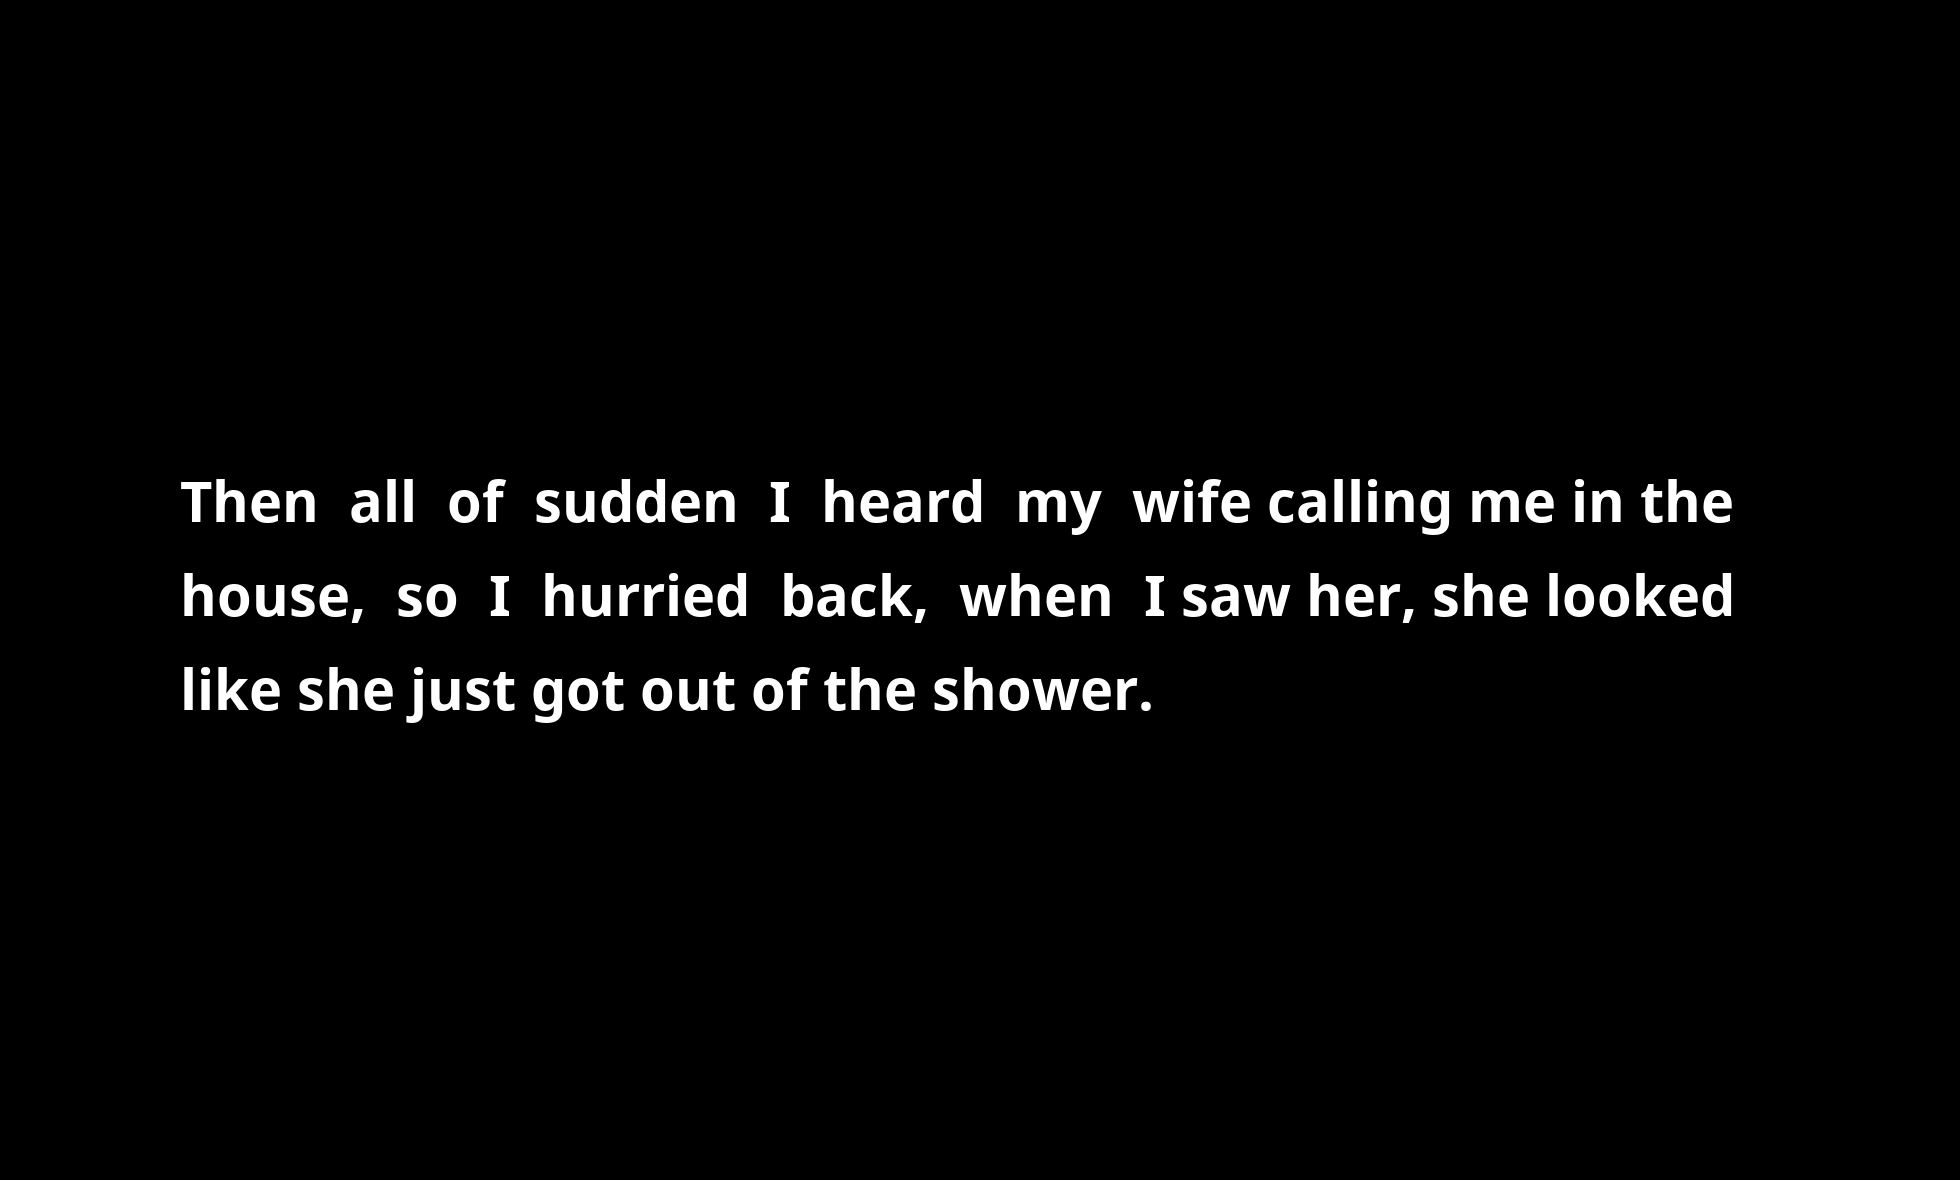 Then all of sudden I heard my wife calling me in the
house, so I hurried back, when I saw her, she looked
like she just got out of the shower.